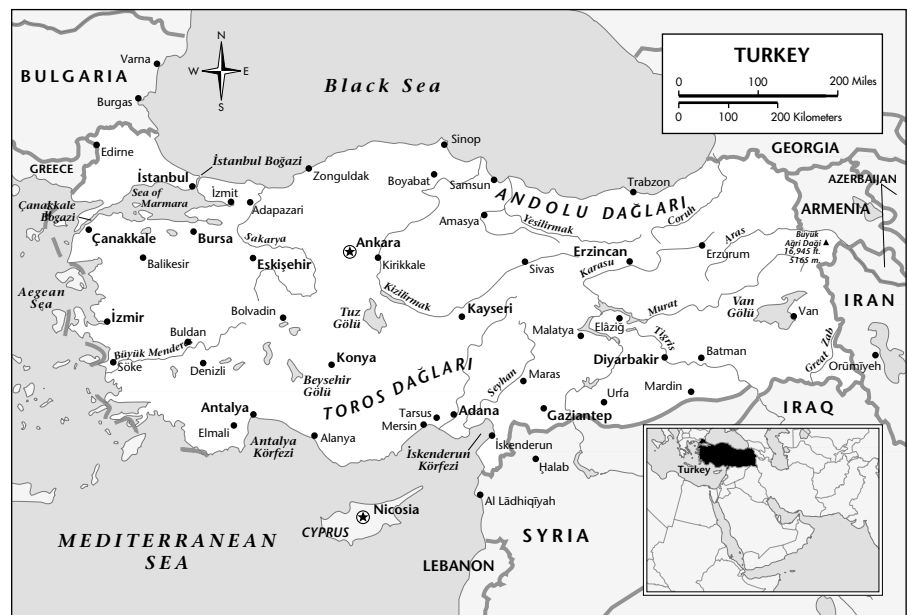 TURKEY
0 100 200 Miles
0 100 200 Kilometers
N
W E
S
BULGARIA
Varna
Burgas
Black Sea
GEORGIA
AZERBAIJAN
ARMENIA
GREECE
Edirne
İstanbul
İstanbul Boğazi
Sea of
Marmara
İzmit
Adapazari
Zonguldak
Sinop
Boyabat
Samsun
Trabzon
ANDOLU DAĞLARI
Amasya
Yesilirmak
Coruh
Çanakkale
Boğazi
Çanakkale
Bursa
Sakarya
Balikesir
Eskişehir
Ankara
Kirikkale
Kizilirmak
Sivas
Erzincan
Karasu
Erzurum
Aras
Büyük
Ağri Daği
16,945 ft.
5165 m.
Aegean
Sea
İzmir
Bolvadin
Tuz
Gölü
Kayseri
Malatya
Elâziğ
Murat
Van
Gölü
Van
IRAN
Buldan
Büyük Menderes
Söke
Denizli
Konya
Beysehir
Gölü
TOROS DAĞLARI
Seyhan
Maras
Tigris
Diyarbakir
Batman
Great Zab
Orūmīyeh
Antalya
Elmali
Antalya
Körfezi
Alanya
Tarsus
Mersin
Adana
İskenderun
Körfezi
İskenderun
Gaziantep
Urfa
Mardin
IRAQ
Ḥalab
Al Lādhiqīyah
SYRIA
LEBANON
Nicosia
CYPRUS
MEDITERRANEAN
SEA
Turkey